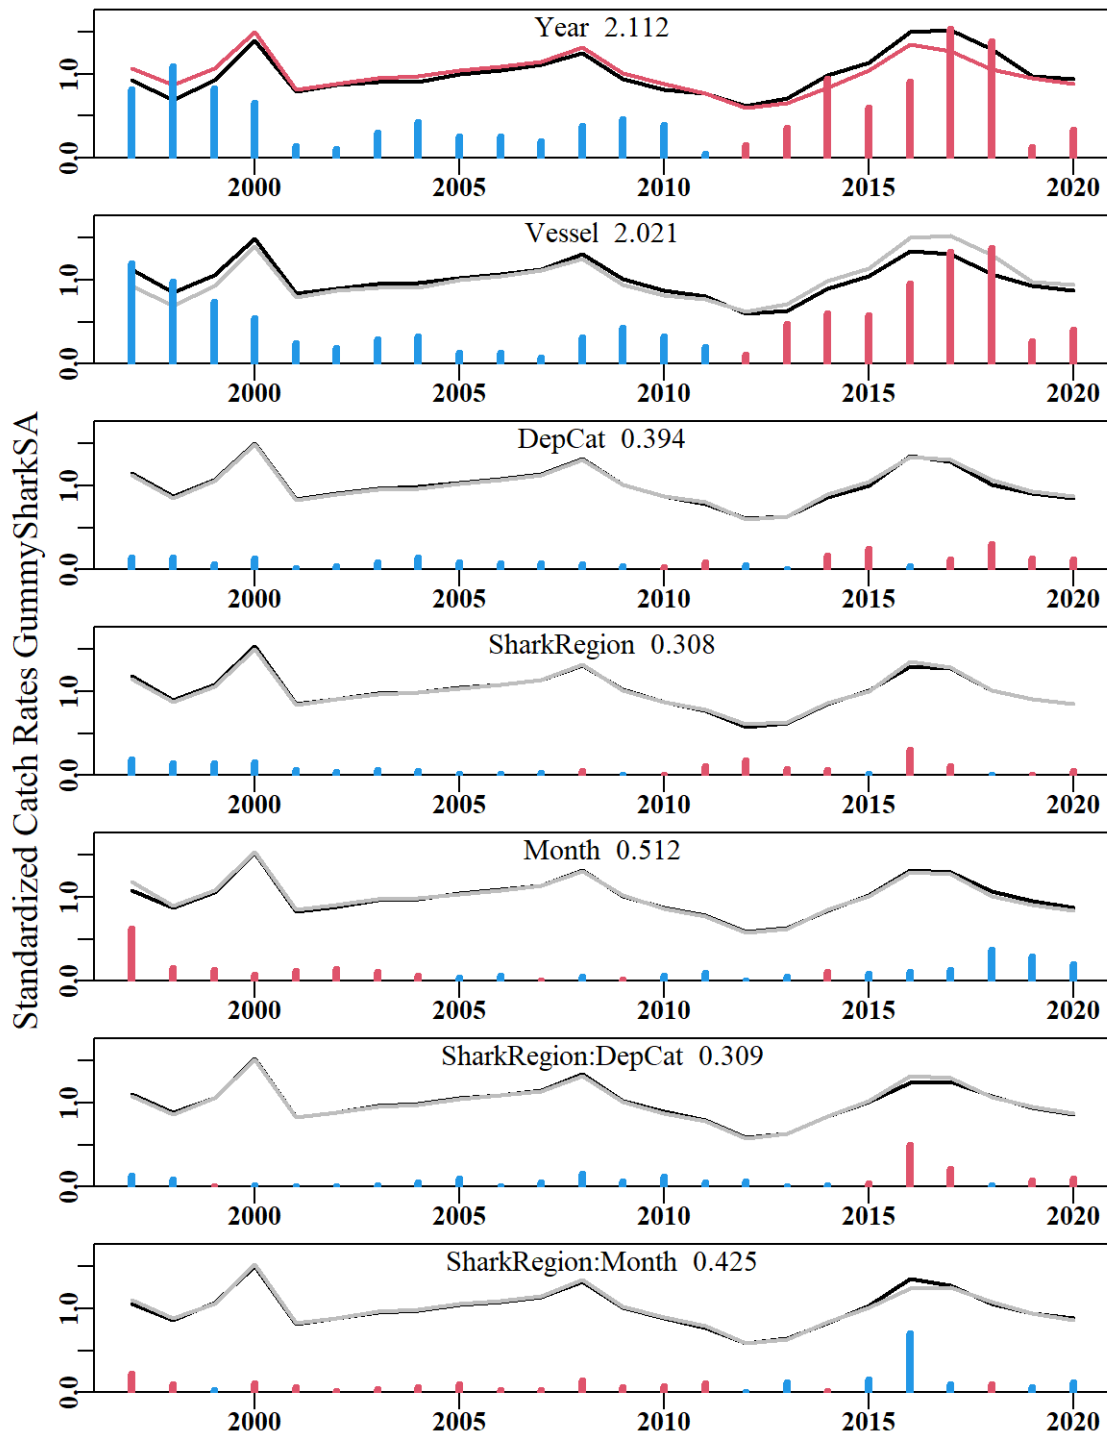 Standardized Catch Rates GummySharkSA
Year 2.112
1.0
0.0
2000 2005 2010 2015 2020
Vessel 2.021
1.0
0.0
2000 2005 2010 2015 2020
DepCat 0.394
1.0
0.0
2000 2005 2010 2015 2020
SharkRegion 0.308
1.0
0.0
2000 2005 2010 2015 2020
Month 0.512
1.0
0.0
2000 2005 2010 2015 2020
SharkRegion:DepCat 0.309
1.0
0.0
2000 2005 2010 2015 2020
SharkRegion:Month 0.425
1.0
0.0
2000 2005 2010 2015 2020